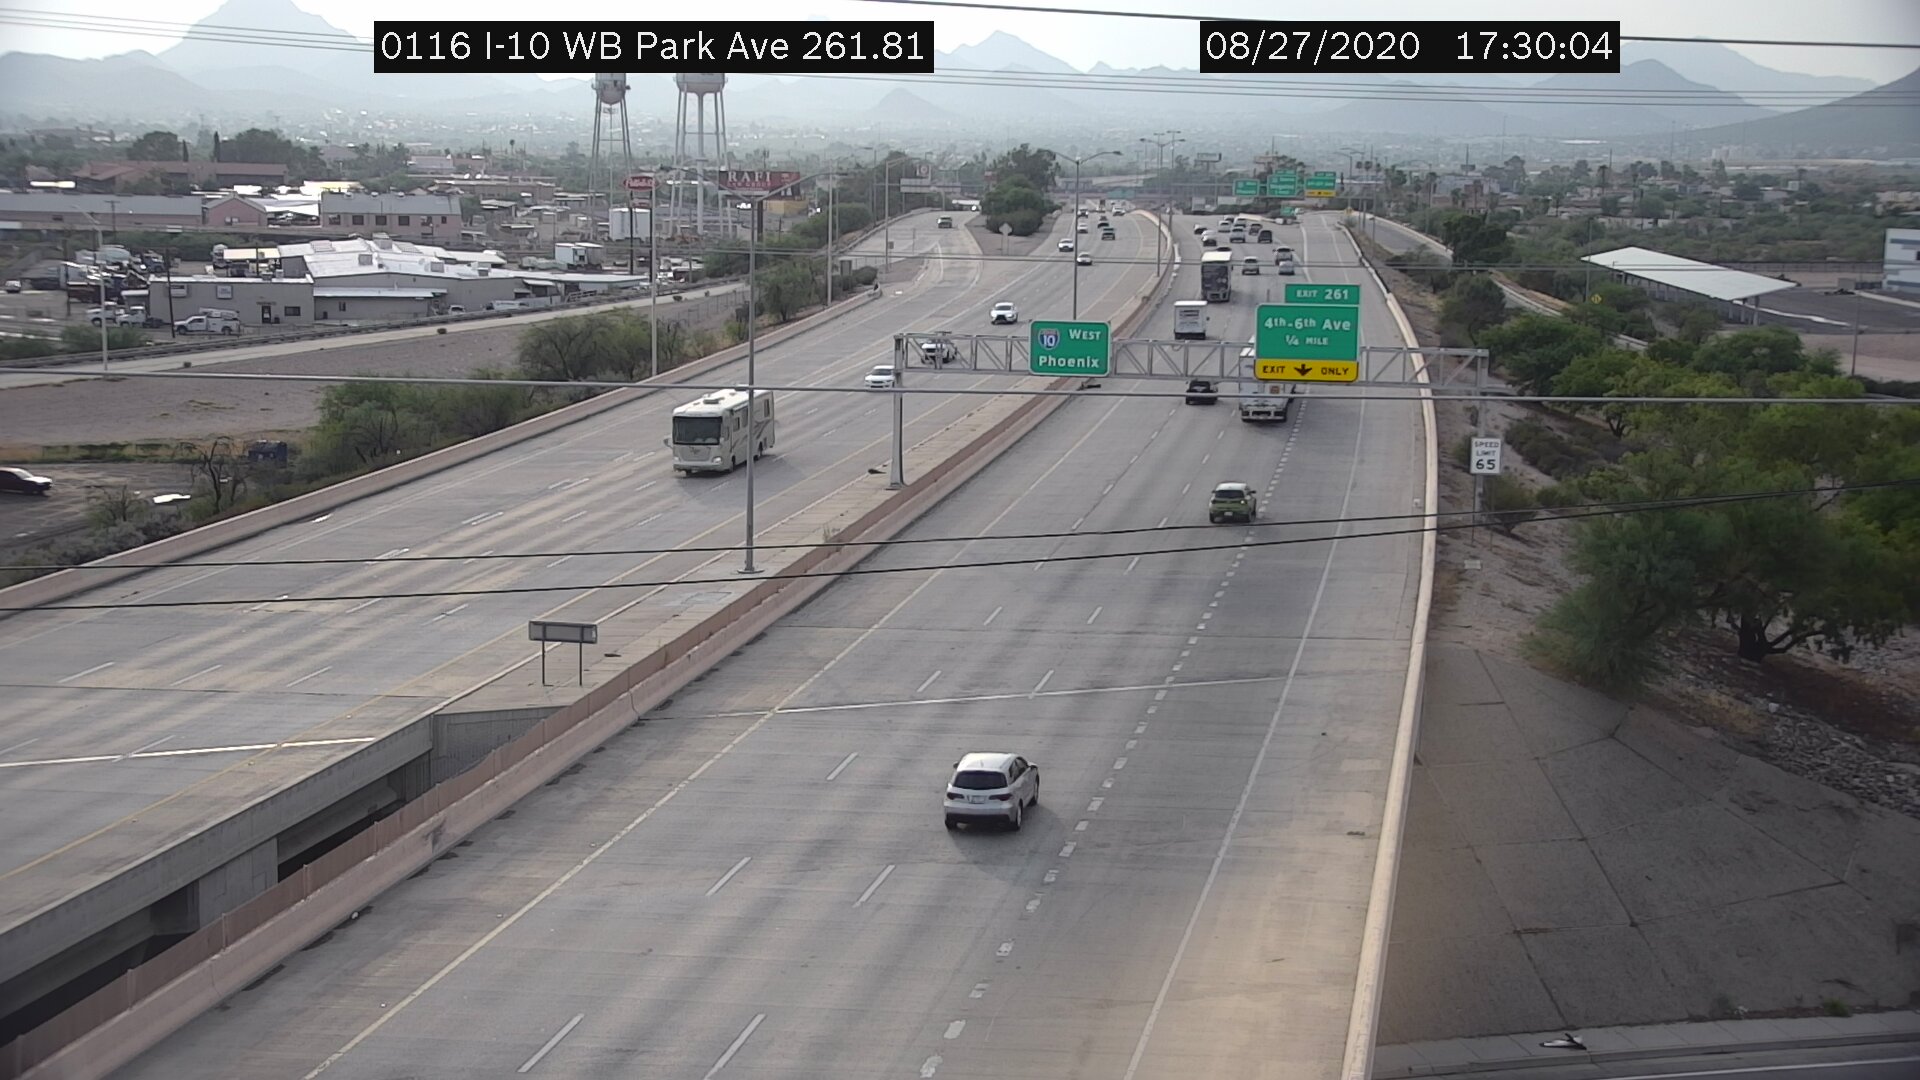 0116 I-10 WB Park Ave 261.81
08/27/2020 17:30:04
RAFI
EXIT 261
4th-6th Ave
1/4 MILE
EXIT ONLY
10 WEST
Phoenix
SPEED
LIMIT
65